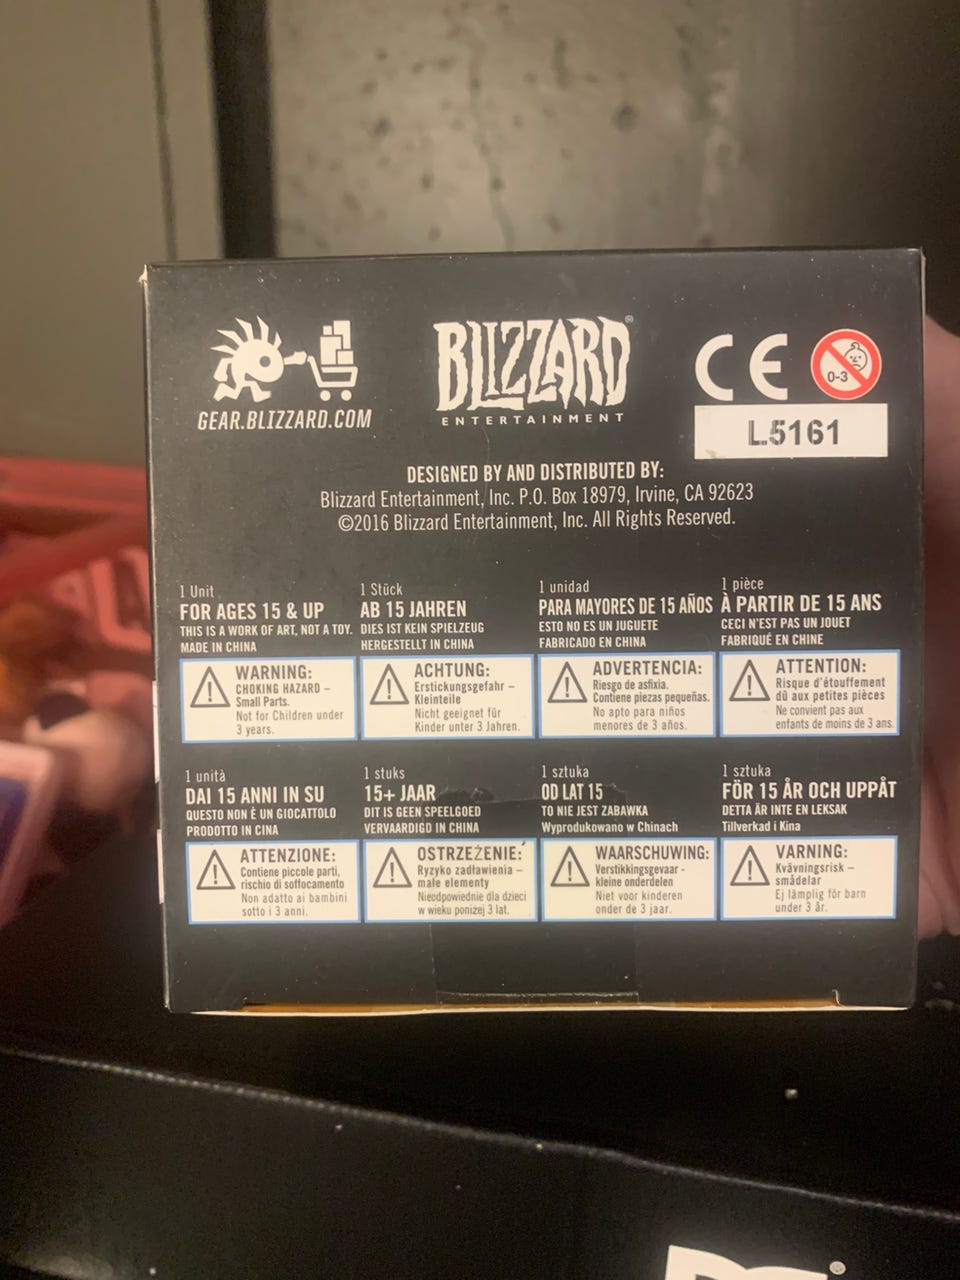 GEAR.BLIZZARD.COM
BLIZZARD®
ENTERTAINMENT
CE
0-3
L5161
DESIGNED BY AND DISTRIBUTED BY:
Blizzard Entertainment, Inc. P.O. Box 18979, Irvine, CA 92623
©2016 Blizzard Entertainment, Inc. All Rights Reserved.
1 Unit
FOR AGES 15 & UP
THIS IS A WORK OF ART, NOT A TOY.
MADE IN CHINA
WARNING:
CHOKING HAZARD –
Small Parts.
Not for Children under
3 years.
1 Stück
AB 15 JAHREN
DIES IST KEIN SPIELZEUG
HERGESTELLT IN CHINA
ACHTUNG:
Erstickungsgefahr –
Kleinteile
Nicht geeignet für
Kinder unter 3 Jahren.
1 unidad
PARA MAYORES DE 15 AÑOS
ESTO NO ES UN JUGUETE
FABRICADO EN CHINA
ADVERTENCIA:
Riesgo de asfixia.
Contiene piezas pequeñas.
No apto para niños
menores de 3 años.
1 pièce
À PARTIR DE 15 ANS
CECI N'EST PAS UN JOUET
FABRIQUÉ EN CHINE
ATTENTION:
Risque d'étouffement
dû aux petites pièces
Ne convient pas aux
enfants de moins de 3 ans.
1 unità
DAI 15 ANNI IN SU
QUESTO NON È UN GIOCATTOLO
PRODOTTO IN CINA
ATTENZIONE:
Contiene piccole parti,
rischio di soffocamento
Non adatto ai bambini
sotto i 3 anni.
1 stuks
15+ JAAR
DIT IS GEEN SPEELGOED
VERVAARDIGD IN CHINA
OSTRZEŻENIE:
Ryzyko zadławienia –
małe elementy
Nieodpowiednie dla dzieci
w wieku poniżej 3 lat.
1 sztuka
OD LAT 15
TO NIE JEST ZABAWKA
Wyprodukowano w Chinach
WAARSCHUWING:
Verstikkingsgevaar -
kleine onderdelen
Niet voor kinderen
onder de 3 jaar.
1 sztuka
FÖR 15 ÅR OCH UPPÅT
DETTA ÄR INTE EN LEKSAK
Tillverkad i Kina
VARNING:
Kvävningsrisk –
smådelar
Ej lämplig för barn
under 3 år.